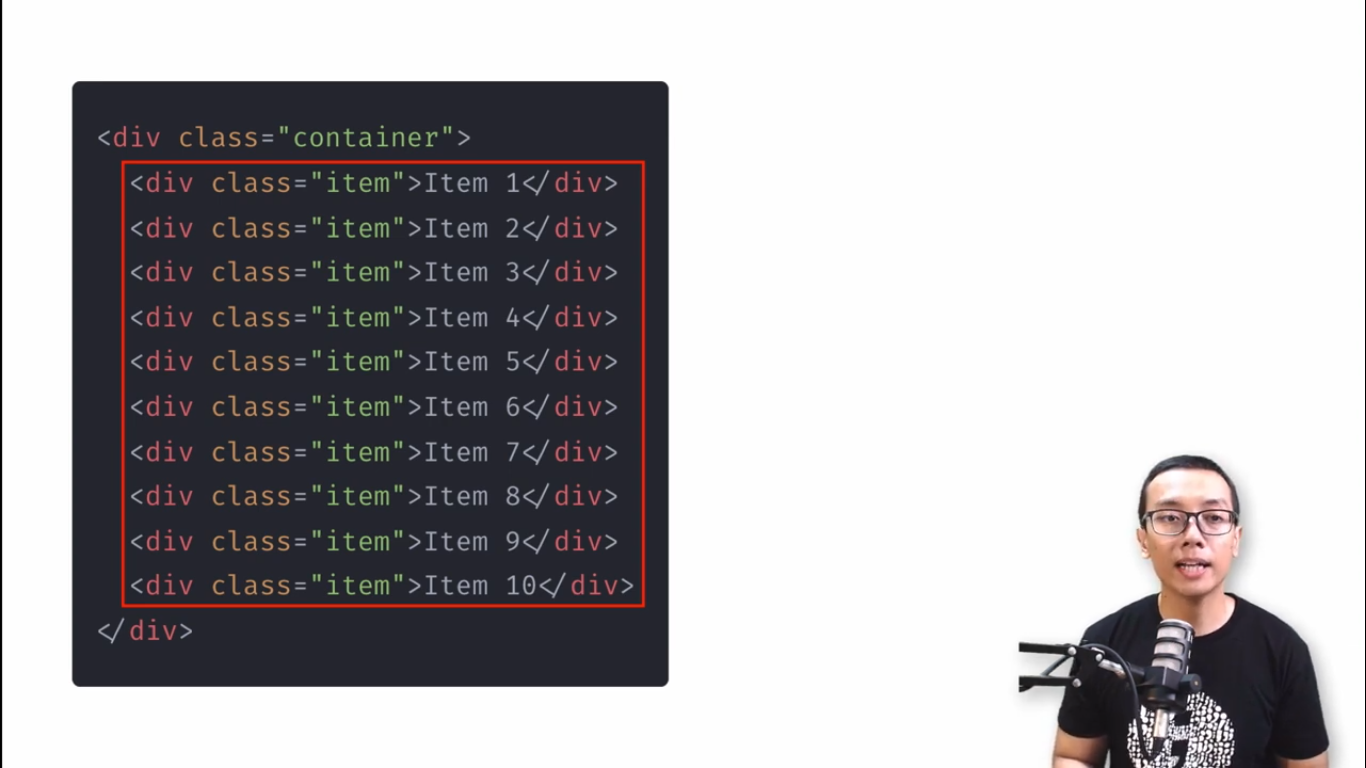 <div class="container">
<div class="item">Item 1</div>
<div class="item">Item 2</div>
<div class="item">Item 3</div>
<div class="item">Item 4</div>
<div class="item">Item 5</div>
<div class="item">Item 6</div>
<div class="item">Item 7</div>
<div class="item">Item 8</div>
<div class="item">Item 9</div>
<div class="item">Item 10</div>
</div>